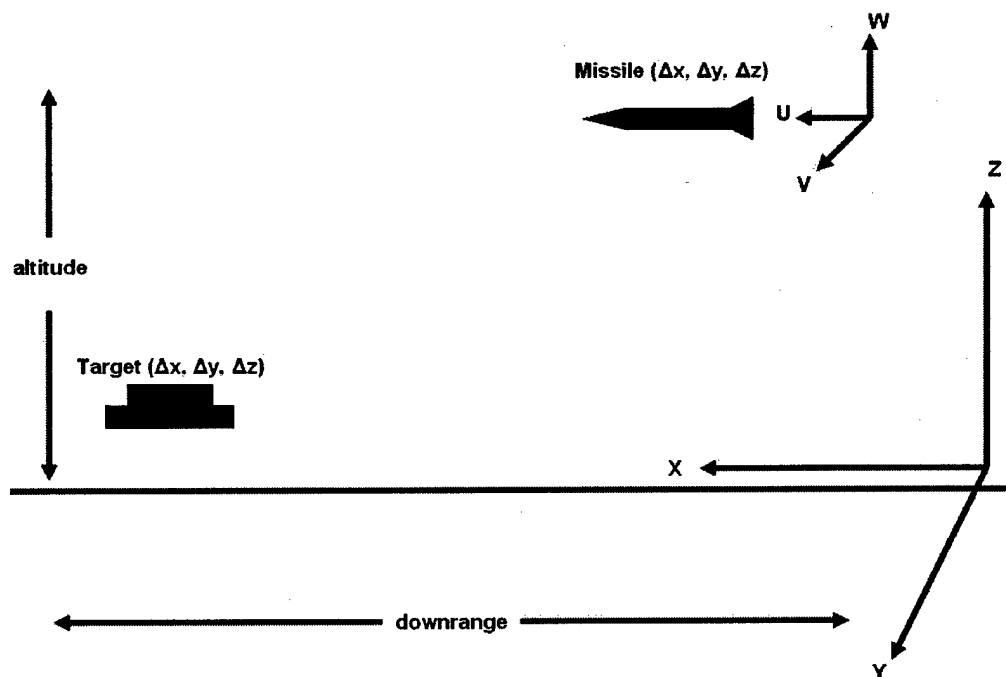 W
Missile (Δx, Δy, Δz)
U
V
Z
altitude
Target (Δx, Δy, Δz)
X
downrange
Y